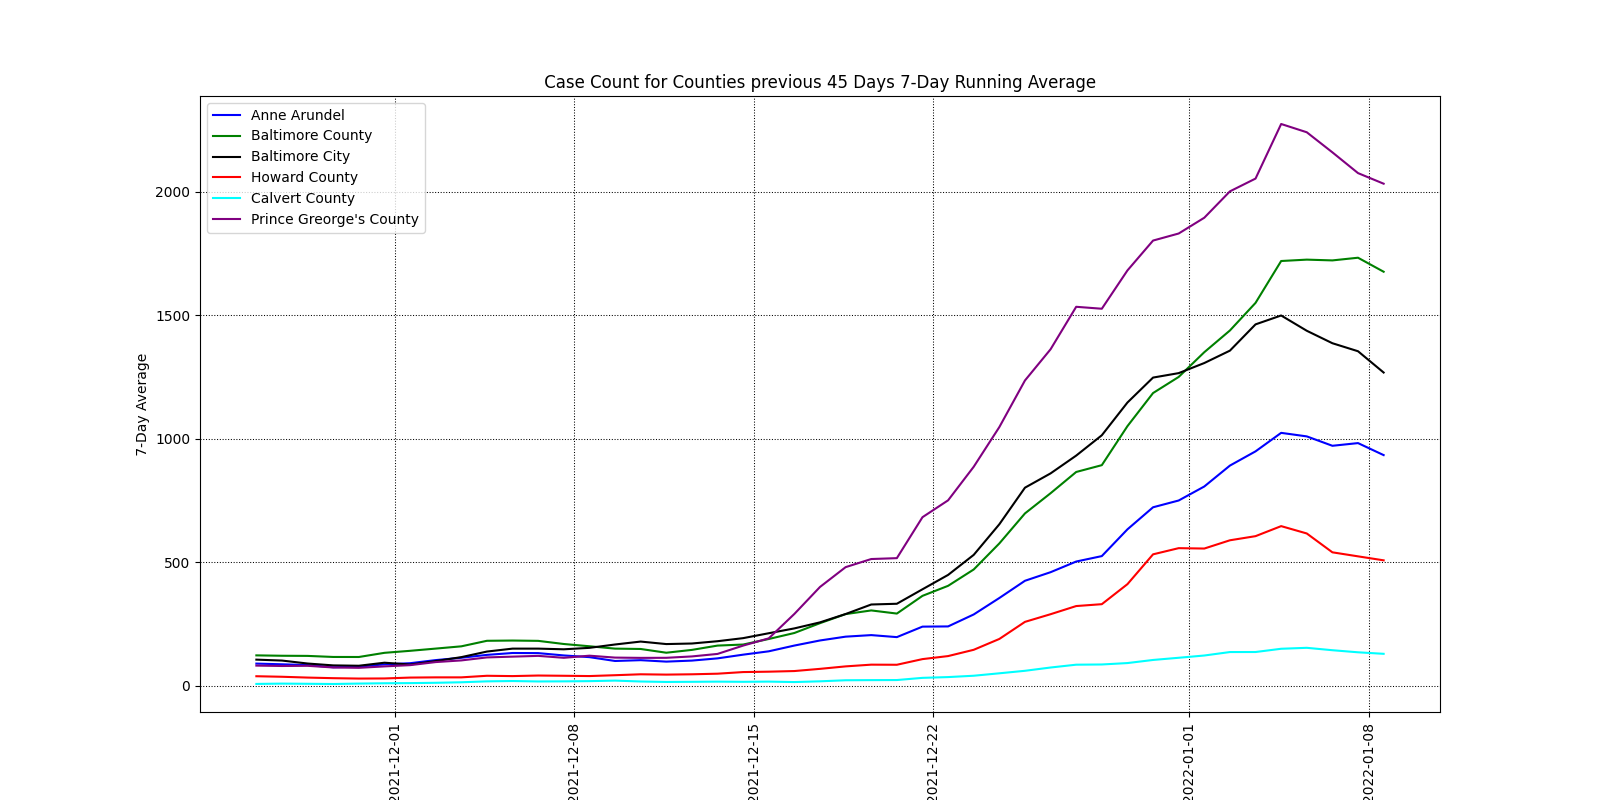 Case Count for Counties previous 45 Days 7-Day Running Average
Anne Arundel
Baltimore County
Baltimore City
Howard County
Calvert County
Prince Greorge's County
7-Day Average
2000
1500
1000
500
0
2021-12-01
2021-12-08
2021-12-15
2021-12-22
2022-01-01
2022-01-08